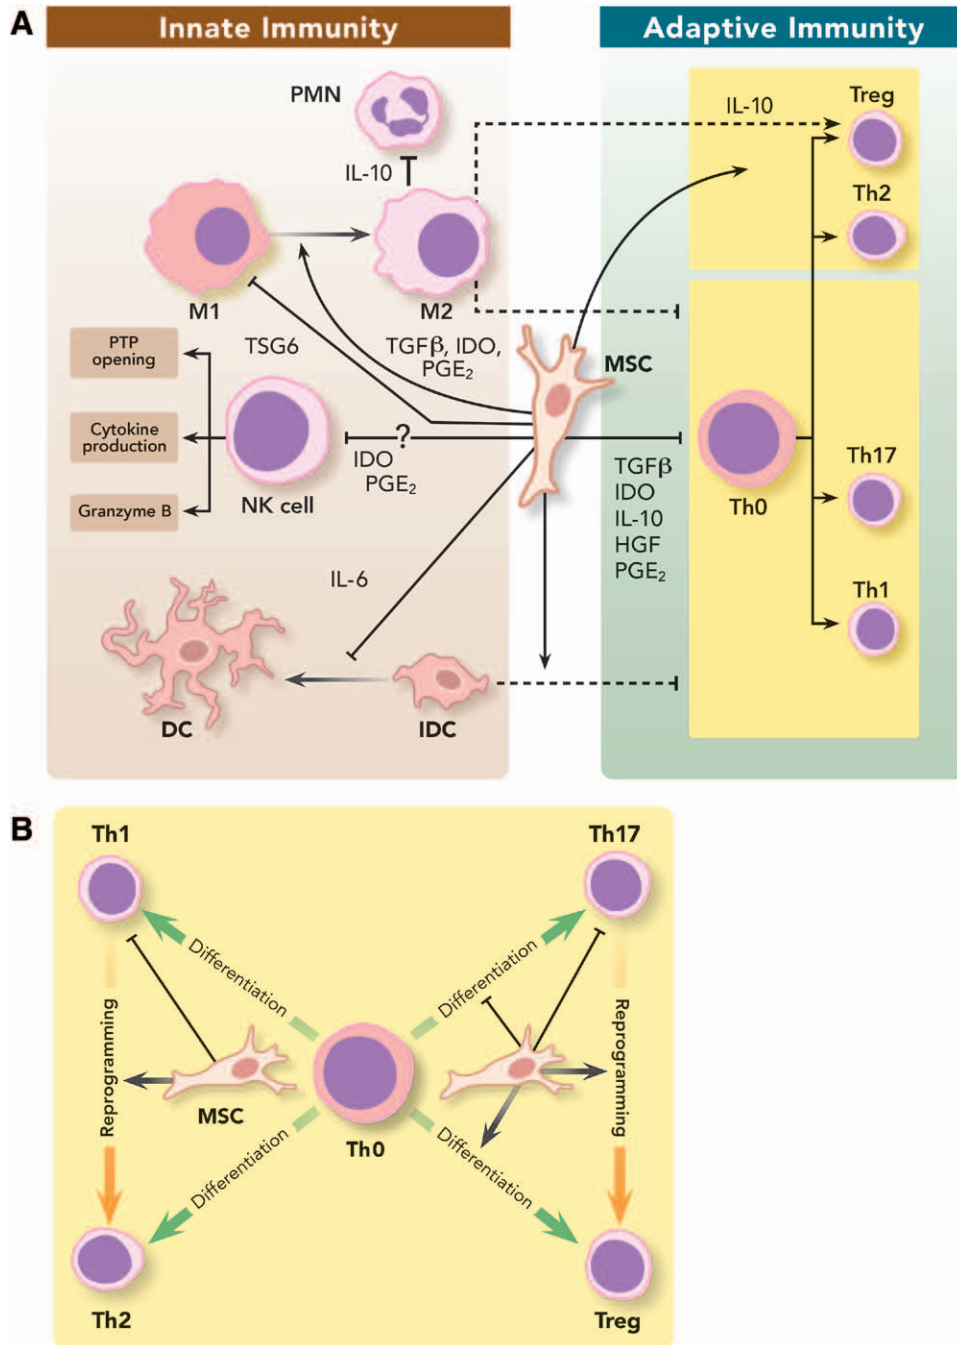 A
Innate Immunity
Adaptive Immunity
PMN
IL-10
IL-10
Treg
Th2
M1
M2
TSG6
TGFβ, IDO,
PGE₂
MSC
PTP
opening
Cytokine
production
Granzyme B
NK cell
?
IDO
PGE₂
TGFβ
IDO
IL-10
HGF
PGE₂
Th0
Th17
Th1
IL-6
DC
IDC
B
Th1
Th17
Differentiation
Differentiation
Reprogramming
Reprogramming
MSC
Th0
Differentiation
Differentiation
Th2
Treg